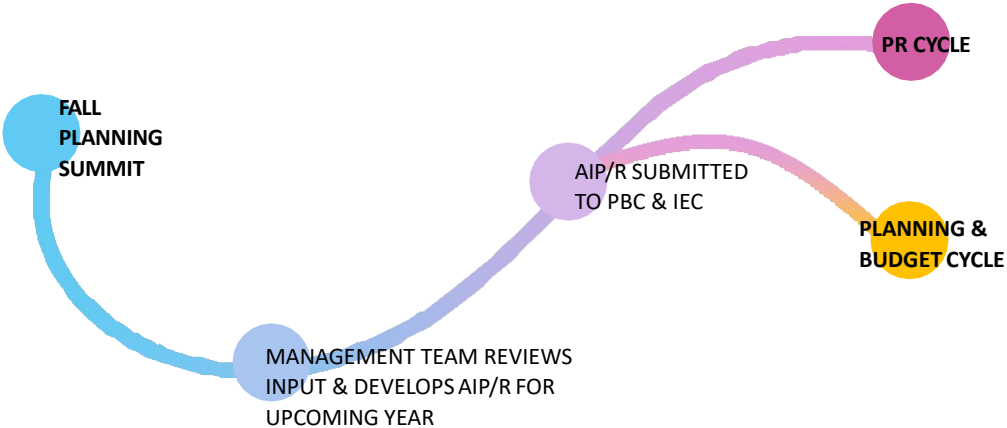 FALL
PLANNING
SUMMIT
MANAGEMENT TEAM REVIEWS
INPUT & DEVELOPS AIP/R FOR
UPCOMING YEAR
AIP/R SUBMITTED
TO PBC & IEC
PR CYCLE
PLANNING &
BUDGET CYCLE